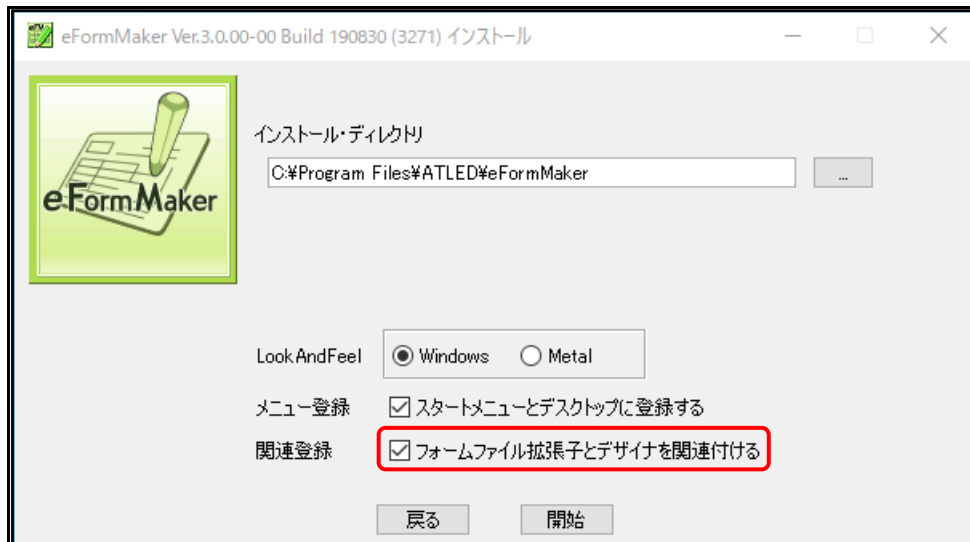 eFormMaker Ver.3.0.00-00 Build 190830 (3271) インストール
eFormMaker
インストール・ディレクトリ
C:¥Program Files¥ATLED¥eFormMaker
...
LookAndFeel
Windows
Metal
メニュー登録
スタートメニューとデスクトップに登録する
関連登録
フォームファイル拡張子とデザイナを関連付ける
戻る
開始